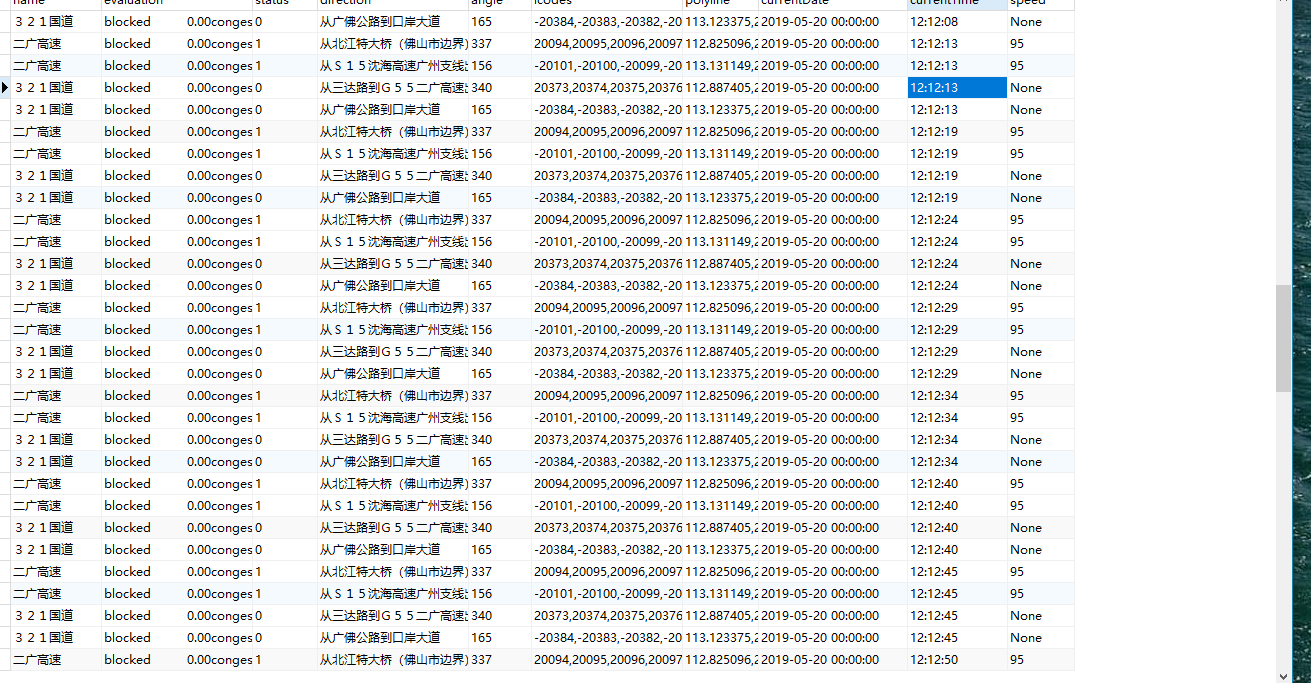 name evaluation status direction angle lcodes polyline currentDate currentTime speed
３２１国道 blocked 0.00conges 0 从广佛公路到口岸大道 165 -20384,-20383,-20382,-20 113.123375,2 2019-05-20 00:00:00 12:12:08 None
二广高速 blocked 0.00conges 1 从北江特大桥（佛山市边界） 337 20094,20095,20096,20097 112.825096,2 2019-05-20 00:00:00 12:12:13 95
二广高速 blocked 0.00conges 1 从Ｓ１５沈海高速广州支线出 156 -20101,-20100,-20099,-20 113.131149,2 2019-05-20 00:00:00 12:12:13 95
３２１国道 blocked 0.00conges 0 从三达路到Ｇ５５二广高速出 340 20373,20374,20375,20376 112.887405,2 2019-05-20 00:00:00 12:12:13 None
３２１国道 blocked 0.00conges 0 从广佛公路到口岸大道 165 -20384,-20383,-20382,-20 113.123375,2 2019-05-20 00:00:00 12:12:13 None
二广高速 blocked 0.00conges 1 从北江特大桥（佛山市边界） 337 20094,20095,20096,20097 112.825096,2 2019-05-20 00:00:00 12:12:19 95
二广高速 blocked 0.00conges 1 从Ｓ１５沈海高速广州支线出 156 -20101,-20100,-20099,-20 113.131149,2 2019-05-20 00:00:00 12:12:19 95
３２１国道 blocked 0.00conges 0 从三达路到Ｇ５５二广高速出 340 20373,20374,20375,20376 112.887405,2 2019-05-20 00:00:00 12:12:19 None
３２１国道 blocked 0.00conges 0 从广佛公路到口岸大道 165 -20384,-20383,-20382,-20 113.123375,2 2019-05-20 00:00:00 12:12:19 None
二广高速 blocked 0.00conges 1 从北江特大桥（佛山市边界） 337 20094,20095,20096,20097 112.825096,2 2019-05-20 00:00:00 12:12:24 95
二广高速 blocked 0.00conges 1 从Ｓ１５沈海高速广州支线出 156 -20101,-20100,-20099,-20 113.131149,2 2019-05-20 00:00:00 12:12:24 95
３２１国道 blocked 0.00conges 0 从三达路到Ｇ５５二广高速出 340 20373,20374,20375,20376 112.887405,2 2019-05-20 00:00:00 12:12:24 None
３２１国道 blocked 0.00conges 0 从广佛公路到口岸大道 165 -20384,-20383,-20382,-20 113.123375,2 2019-05-20 00:00:00 12:12:24 None
二广高速 blocked 0.00conges 1 从北江特大桥（佛山市边界） 337 20094,20095,20096,20097 112.825096,2 2019-05-20 00:00:00 12:12:29 95
二广高速 blocked 0.00conges 1 从Ｓ１５沈海高速广州支线出 156 -20101,-20100,-20099,-20 113.131149,2 2019-05-20 00:00:00 12:12:29 95
３２１国道 blocked 0.00conges 0 从三达路到Ｇ５５二广高速出 340 20373,20374,20375,20376 112.887405,2 2019-05-20 00:00:00 12:12:29 None
３２１国道 blocked 0.00conges 0 从广佛公路到口岸大道 165 -20384,-20383,-20382,-20 113.123375,2 2019-05-20 00:00:00 12:12:29 None
二广高速 blocked 0.00conges 1 从北江特大桥（佛山市边界） 337 20094,20095,20096,20097 112.825096,2 2019-05-20 00:00:00 12:12:34 95
二广高速 blocked 0.00conges 1 从Ｓ１５沈海高速广州支线出 156 -20101,-20100,-20099,-20 113.131149,2 2019-05-20 00:00:00 12:12:34 95
３２１国道 blocked 0.00conges 0 从三达路到Ｇ５５二广高速出 340 20373,20374,20375,20376 112.887405,2 2019-05-20 00:00:00 12:12:34 None
３２１国道 blocked 0.00conges 0 从广佛公路到口岸大道 165 -20384,-20383,-20382,-20 113.123375,2 2019-05-20 00:00:00 12:12:34 None
二广高速 blocked 0.00conges 1 从北江特大桥（佛山市边界） 337 20094,20095,20096,20097 112.825096,2 2019-05-20 00:00:00 12:12:40 95
二广高速 blocked 0.00conges 1 从Ｓ１５沈海高速广州支线出 156 -20101,-20100,-20099,-20 113.131149,2 2019-05-20 00:00:00 12:12:40 95
３２１国道 blocked 0.00conges 0 从三达路到Ｇ５５二广高速出 340 20373,20374,20375,20376 112.887405,2 2019-05-20 00:00:00 12:12:40 None
３２１国道 blocked 0.00conges 0 从广佛公路到口岸大道 165 -20384,-20383,-20382,-20 113.123375,2 2019-05-20 00:00:00 12:12:40 None
二广高速 blocked 0.00conges 1 从北江特大桥（佛山市边界） 337 20094,20095,20096,20097 112.825096,2 2019-05-20 00:00:00 12:12:45 95
二广高速 blocked 0.00conges 1 从Ｓ１５沈海高速广州支线出 156 -20101,-20100,-20099,-20 113.131149,2 2019-05-20 00:00:00 12:12:45 95
３２１国道 blocked 0.00conges 0 从三达路到Ｇ５５二广高速出 340 20373,20374,20375,20376 112.887405,2 2019-05-20 00:00:00 12:12:45 None
３２１国道 blocked 0.00conges 0 从广佛公路到口岸大道 165 -20384,-20383,-20382,-20 113.123375,2 2019-05-20 00:00:00 12:12:45 None
二广高速 blocked 0.00conges 1 从北江特大桥（佛山市边界） 337 20094,20095,20096,20097 112.825096,2 2019-05-20 00:00:00 12:12:50 95